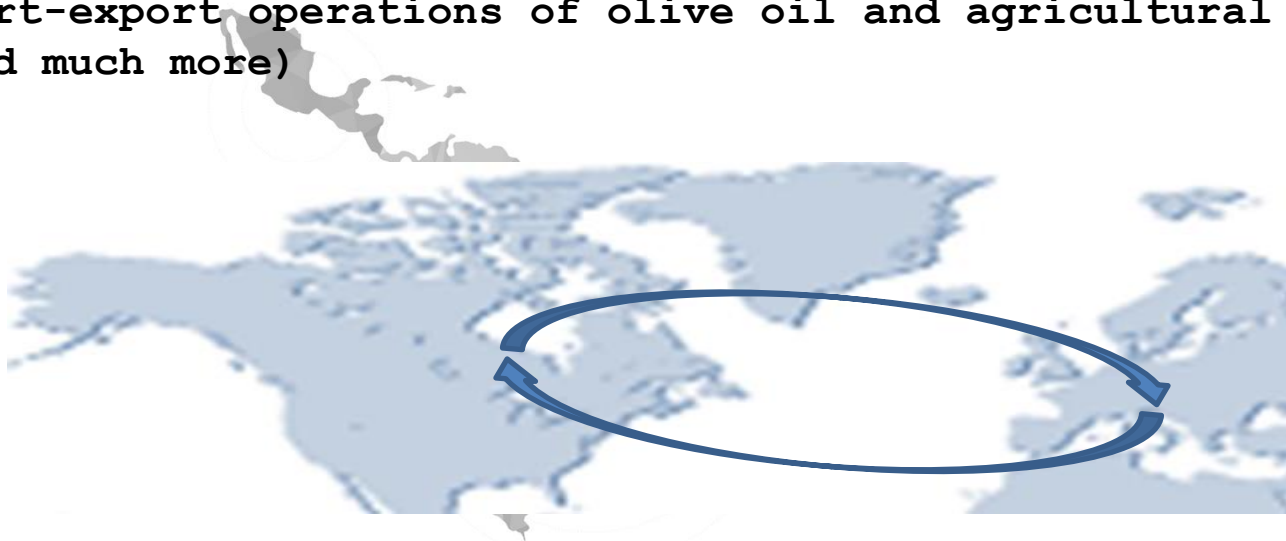 rt-export operations of olive oil and agricultural
d much more)